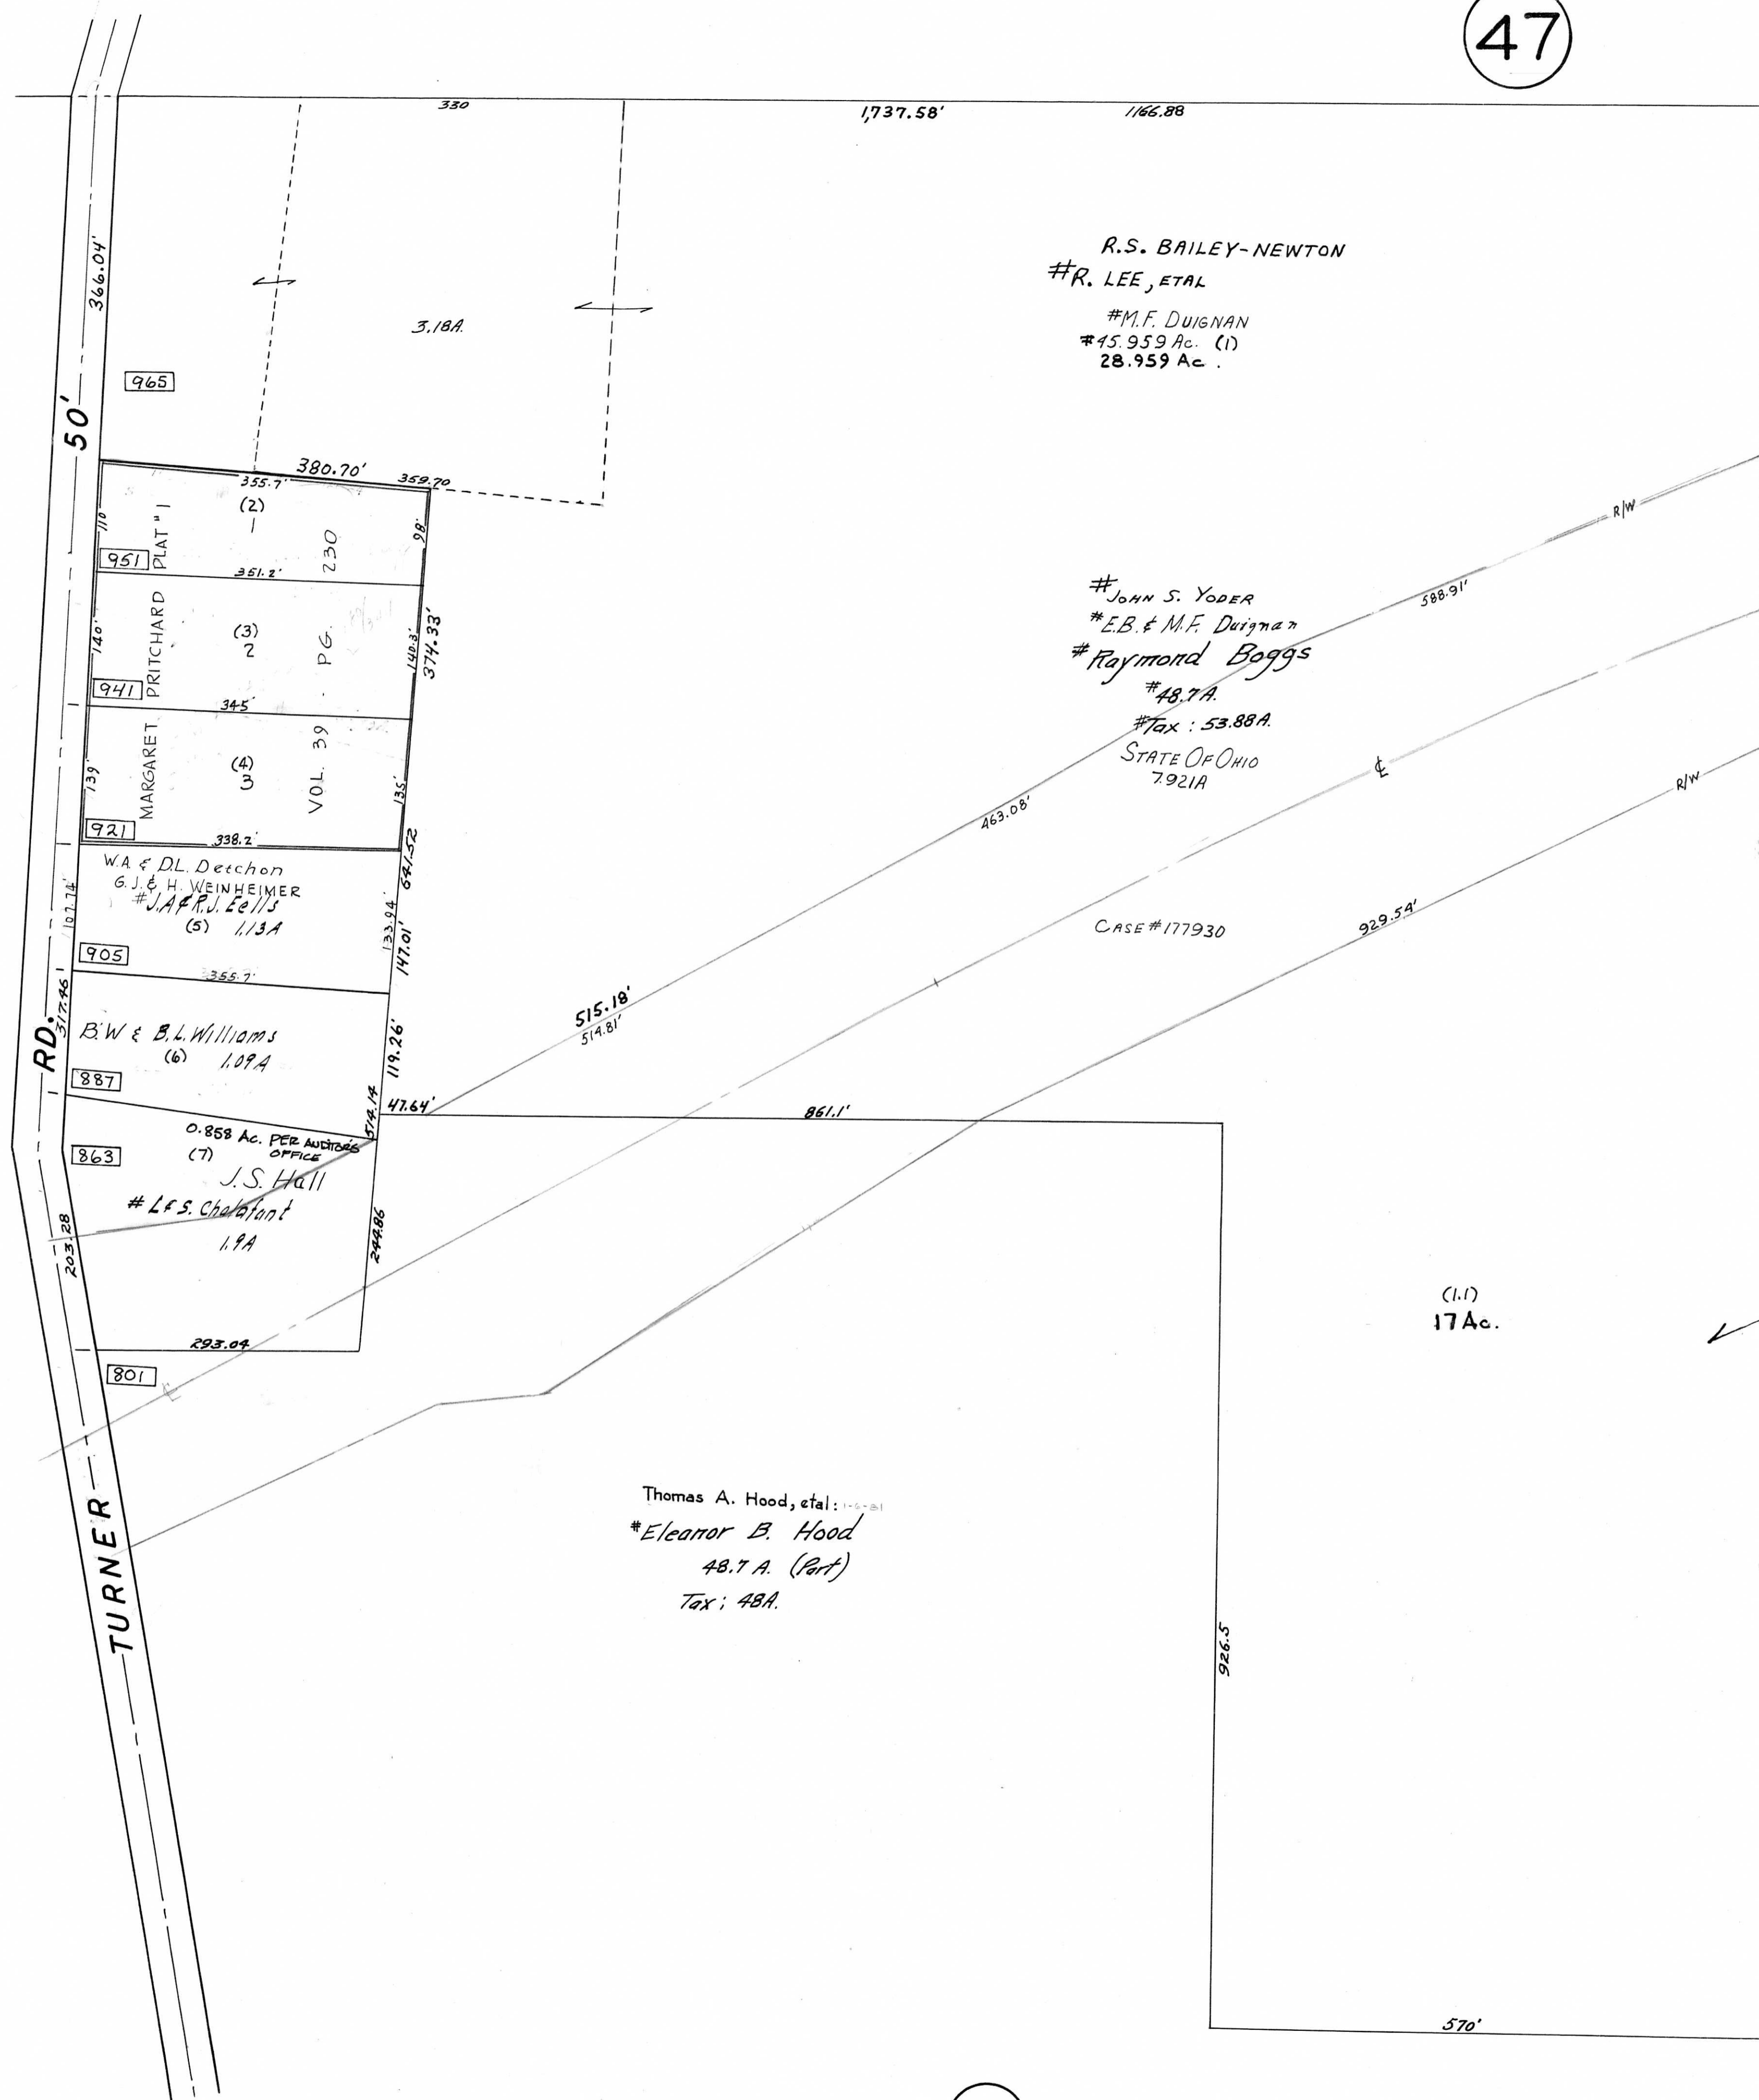 47
330
1,737.58'
1166.88
366.04'
R.S. BAILEY-NEWTON
#R. LEE, ETAL
#M.F. DUIGNAN
#45.959 Ac. (1)
28.959 Ac.
3.18A.
965
50'
380.70'
355.7'
359.70
(2)
1
110'
98'
951
PLAT #1
230
351.2'
R/W
588.91'
#JOHN S. YODER
#E.B. & M.F. Duignan
#Raymond Boggs
#48.7A.
#Tax : 53.88A.
STATE OF OHIO
7.921A
140'
PRITCHARD
(3)
2
PG.
140.3'
374.33'
941
345'
139'
MARGARET
(4)
3
VOL. 39
135'
921
338.2'
641.52
℄
R/W
463.08'
W.A. & D.L. Detchon
G.J. & H. WEINHEIMER
#J.A & R.J. Eells
(5) 1.13A
107.74'
133.94'
147.01'
905
355.7'
CASE #177930
929.54'
317.46'
RD.
B.W & B.L. Williams
(6) 1.09A
119.26'
887
515.18'
514.81'
514.14
47.64'
861.1'
0.858 Ac. PER AUDITOR'S
OFFICE
863
(7)
J.S. Hall
# L & S. Chalafant
1.9A
203.28
244.86
293.04
801
℄
(1.1)
17 Ac.
Thomas A. Hood, etal: 1-6-81
#Eleanor B. Hood
48.7 A. (Part)
Tax; 48A.
TURNER
926.5
570'